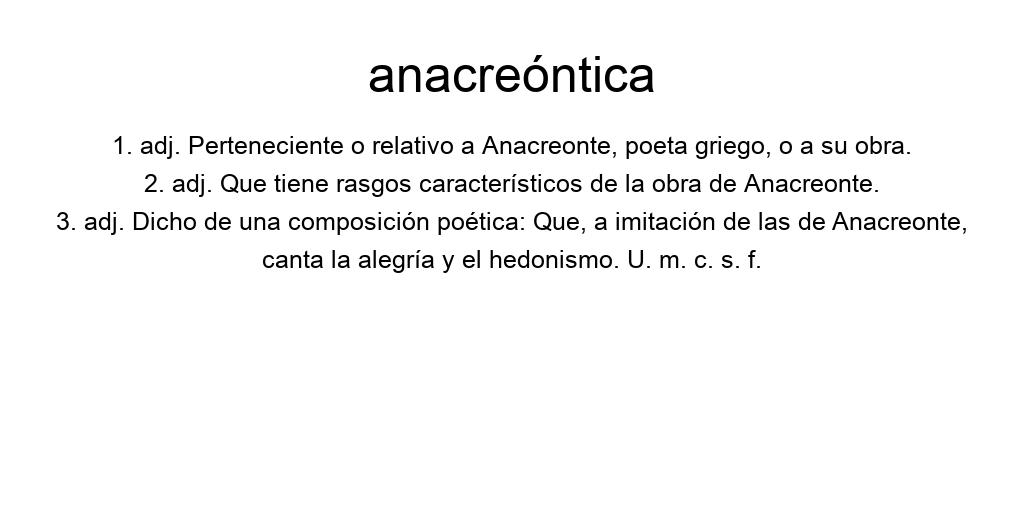 anacreóntica
1. adj. Perteneciente o relativo a Anacreonte, poeta griego, o a su obra.
2. adj. Que tiene rasgos característicos de la obra de Anacreonte.
3. adj. Dicho de una composición poética: Que, a imitación de las de Anacreonte,
canta la alegría y el hedonismo. U. m. c. s. f.